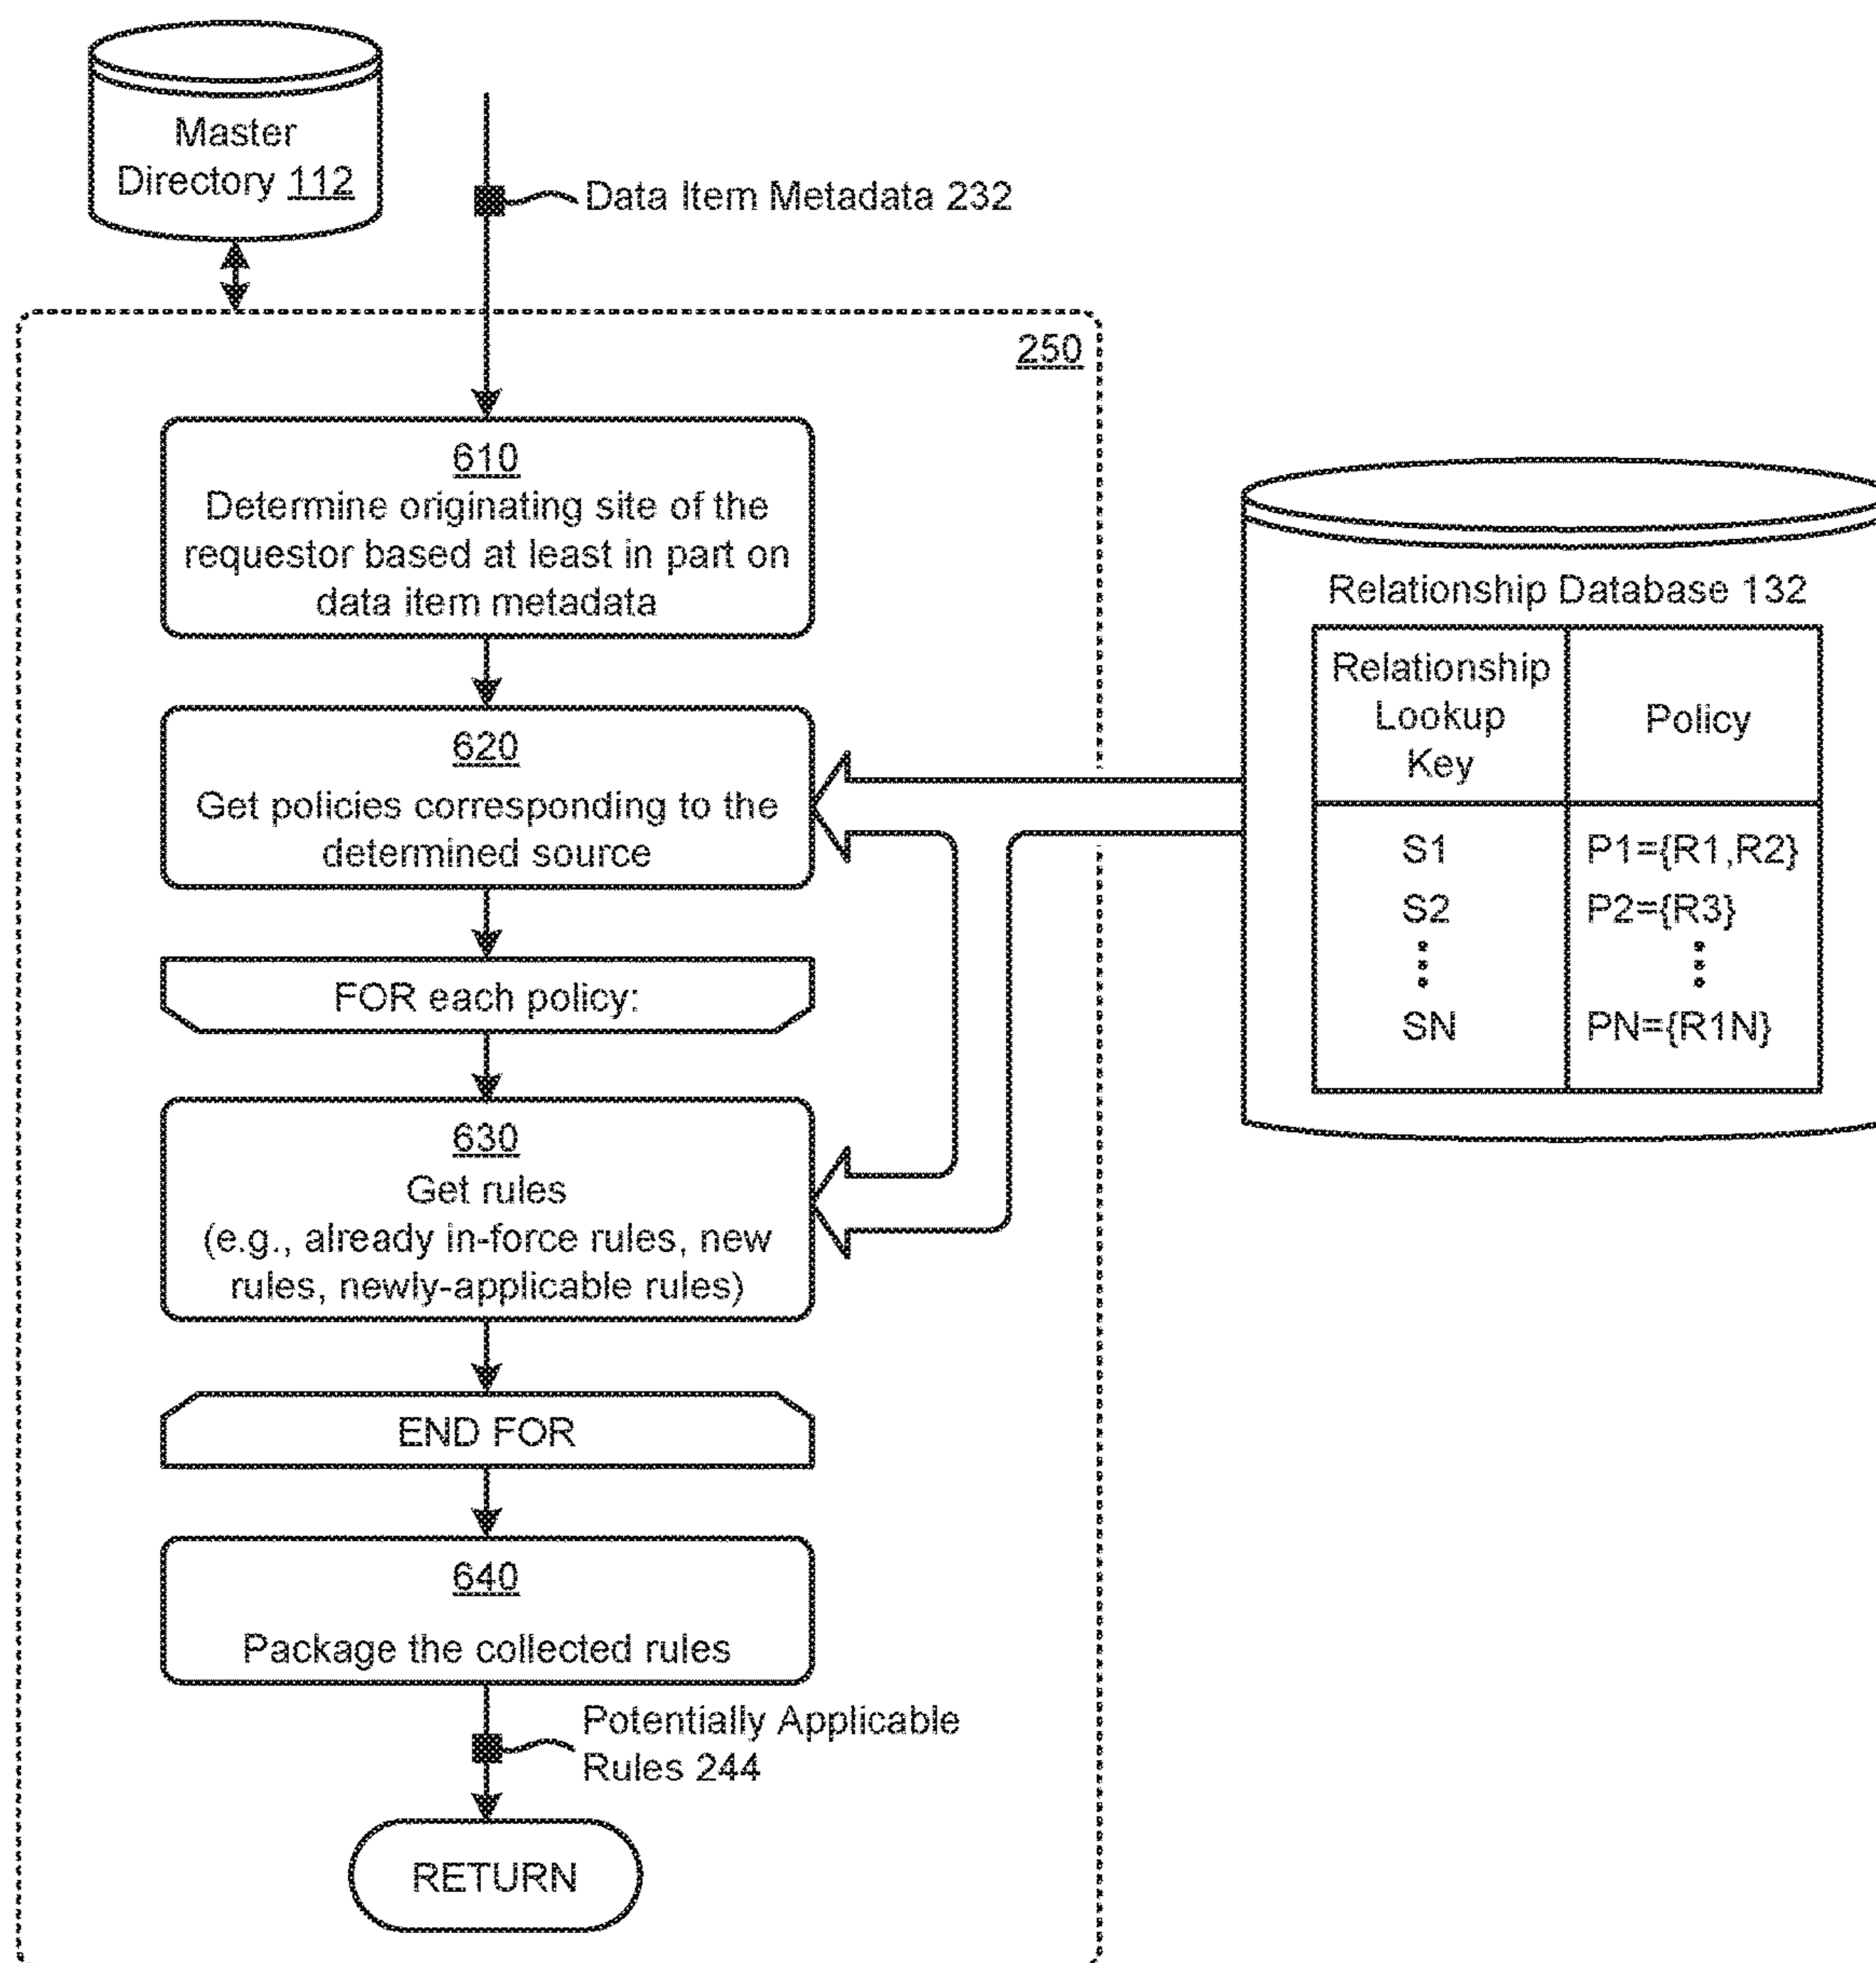 Master
Directory 112
Data Item Metadata 232
250
610
Determine originating site of the
requestor based at least in part on
data item metadata
620
Get policies corresponding to the
determined source
FOR each policy:
630
Get rules
(e.g., already in-force rules, new
rules, newly-applicable rules)
END FOR
640
Package the collected rules
Potentially Applicable
Rules 244
RETURN
Relationship Database 132
Relationship
Lookup
Key
Policy
S1 P1={R1,R2}
S2 P2={R3}
SN PN={R1N}